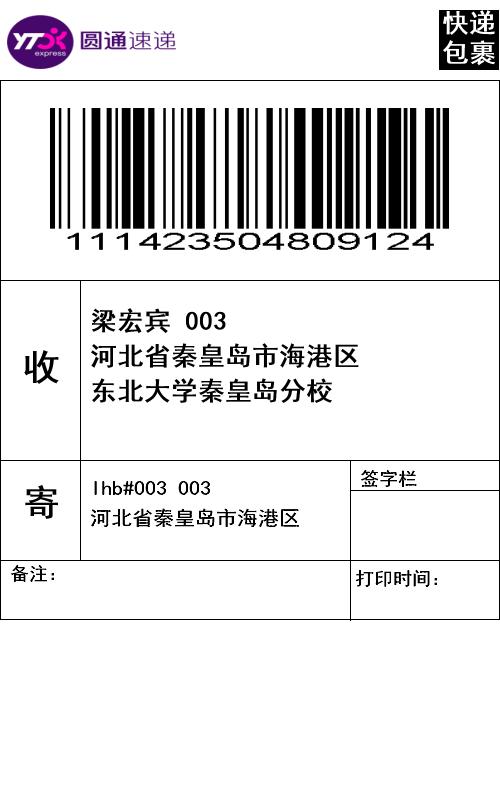 YTO express 圆通速递
快递
包裹
1114235048091​24
收
梁宏宾 003
河北省秦皇岛市海港区
东北大学秦皇岛分校
寄
lhb#003 003
河北省秦皇岛市海港区
签字栏
备注：
打印时间：